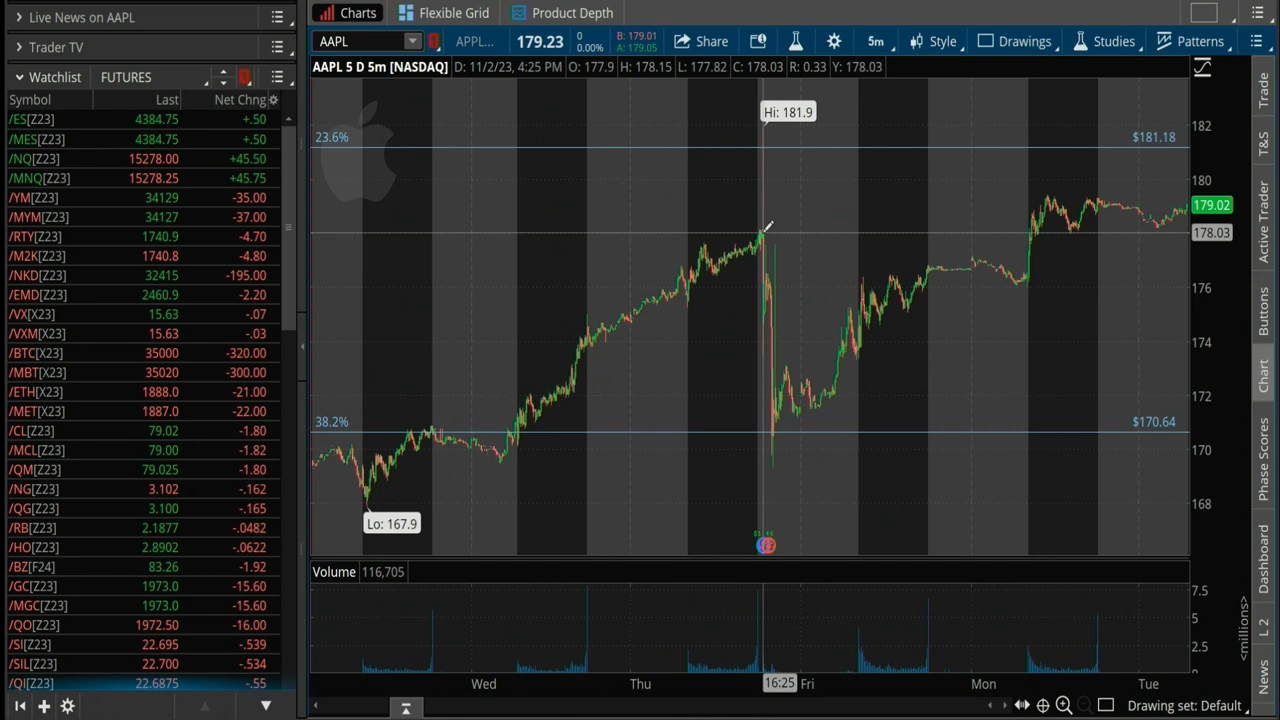 Live News on AAPL
Trader TV
Watchlist FUTURES
Symbol Last Net Chng
/ES[Z23] 4384.75 +.50
/MES[Z23] 4384.75 +.50
/NQ[Z23] 15278.00 +45.50
/MNQ[Z23] 15278.25 +45.75
/YM[Z23] 34129 -35.00
/MYM[Z23] 34127 -37.00
/RTY[Z23] 1740.9 -4.70
/M2K[Z23] 1740.8 -4.80
/NKD[Z23] 32415 -195.00
/EMD[Z23] 2460.9 -2.20
/VX[X23] 15.63 -.07
/VXM[X23] 15.63 -.03
/BTC[X23] 35000 -320.00
/MBT[X23] 35020 -300.00
/ETH[X23] 1888.0 -21.00
/MET[X23] 1887.0 -22.00
/CL[Z23] 79.02 -1.80
/MCL[Z23] 79.00 -1.82
/QM[Z23] 79.025 -1.80
/NG[Z23] 3.102 -.162
/QG[Z23] 3.100 -.165
/RB[Z23] 2.1877 -.0482
/HO[Z23] 2.8902 -.0622
/BZ[F24] 83.26 -1.92
/GC[Z23] 1973.0 -15.60
/MGC[Z23] 1973.0 -15.60
/QO[Z23] 1972.50 -16.00
/SI[Z23] 22.695 -.539
/SIL[Z23] 22.700 -.534
/QI[Z23] 22.6875 -.55
Charts Flexible Grid Product Depth
AAPL APPL... 179.23 0 B: 179.01
0.00% A: 179.05
Share 5m Style Drawings Studies Patterns
AAPL 5 D 5m [NASDAQ] D: 11/2/23, 4:25 PM O: 177.9 H: 178.15 L: 177.82 C: 178.03 R: 0.33 Y: 178.03
Hi: 181.9
23.6% $181.18
38.2% $170.64
Lo: 167.9
182
180
179.02
178.03
176
174
172
170
168
Volume 116,705
7.5
5
2.5
<millions>
Wed Thu 16:25 Fri Mon Tue
Drawing set: Default
Trade
T&S
Active Trader
Buttons
Chart
Phase Scores
Dashboard
L 2
News